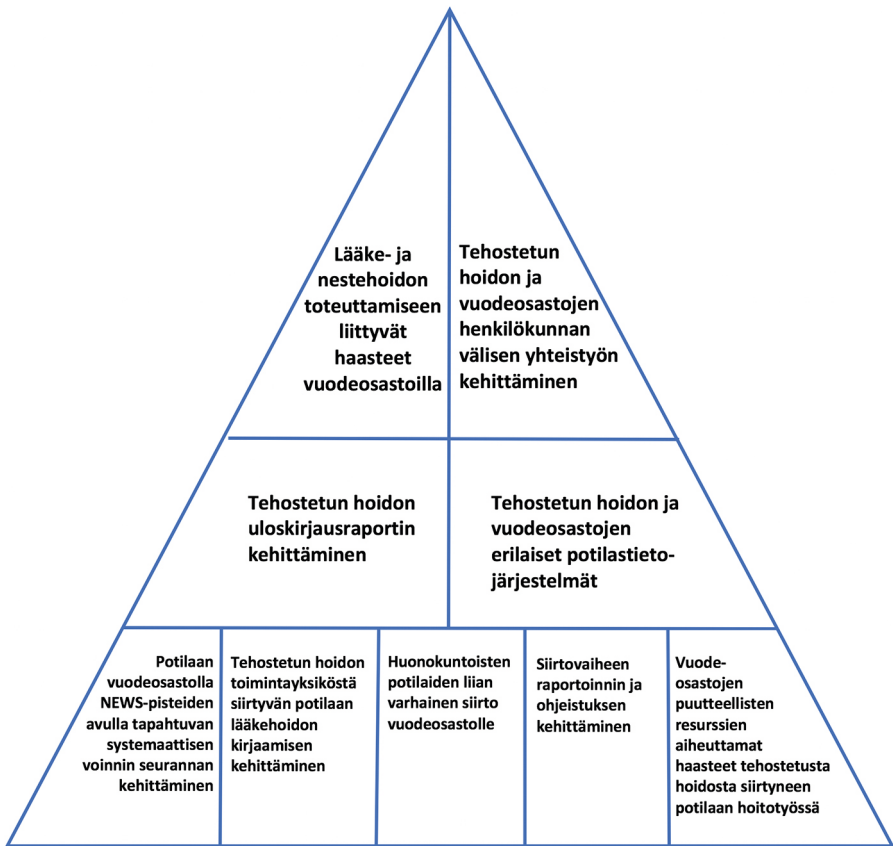 Lääke- ja
nestehoidon
toteuttamiseen
liittyvät
haasteet
vuodeosastoilla
Tehostetun
hoidon ja
vuodeosastojen
henkilökunnan
välisen yhteistyön
kehittäminen
Tehostetun hoidon
uloskirjausraportin
kehittäminen
Tehostetun hoidon ja
vuodeosastojen
erilaiset potilastieto-
järjestelmät
Potilaan
vuodeosastolla
NEWS-pisteiden
avulla tapahtuvan
systemaattisen
voinnin seurannan
kehittäminen
Tehostetun hoidon
toimintayksiköstä
siirtyvän potilaan
lääkehoidon
kirjaamisen
kehittäminen
Huonokuntoisten
potilaiden liian
varhainen siirto
vuodeosastolle
Siirtovaiheen
raportoinnin ja
ohjeistuksen
kehittäminen
Vuode-
osastojen
puutteellisten
resurssien
aiheuttamat
haasteet tehostetusta
hoidosta siirtyneen
potilaan hoitotyössä